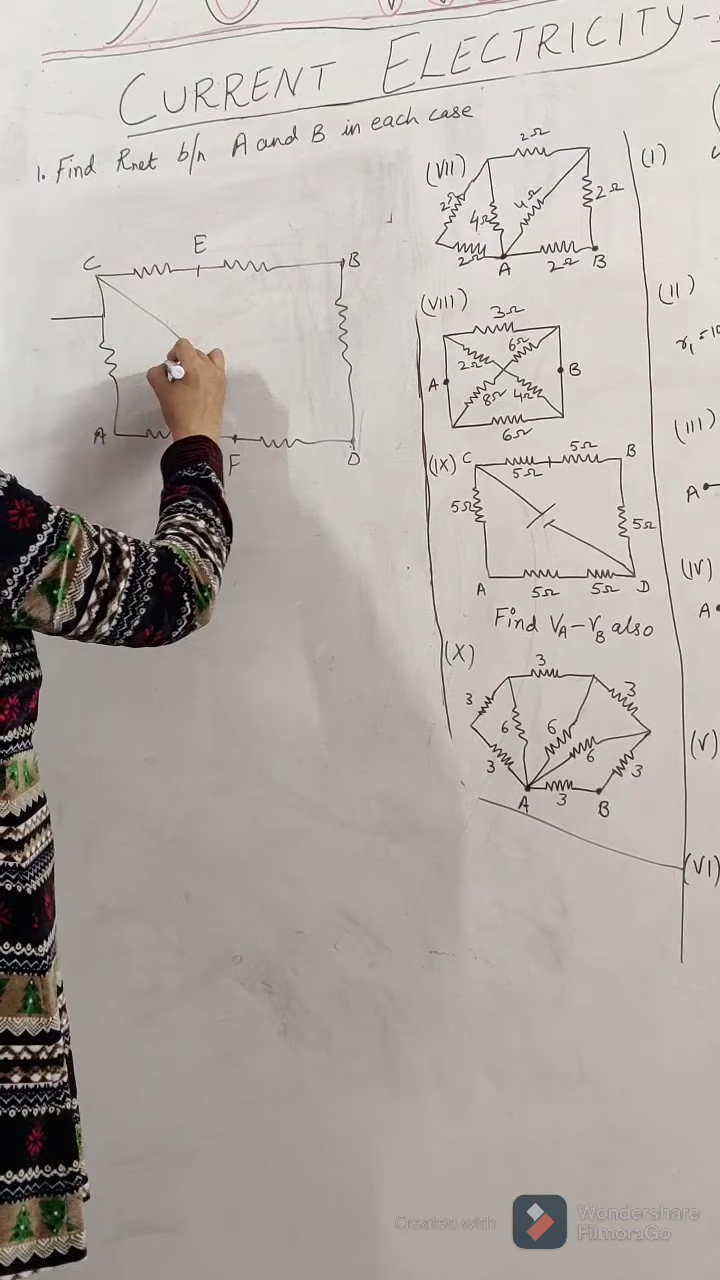 CURRENT ELECTRICITY-
1. Find Rnet b/n A and B in each case
C E B
A F D
(VII) 2Ω
2Ω 4Ω 4Ω 2Ω
2Ω A 2Ω B
(VIII) 3Ω
2Ω 6Ω
A B
8Ω 4Ω
6Ω
(IX) C 5Ω 5Ω B
5Ω 5Ω
A 5Ω 5Ω D
Find VA-VB also
(X) 3
3 6 6 3
3 6 3
A 3 B
(I)
(II)
(III)
A
(IV)
A
(V)
(VI)
Created with
Wondershare
FilmoraGo